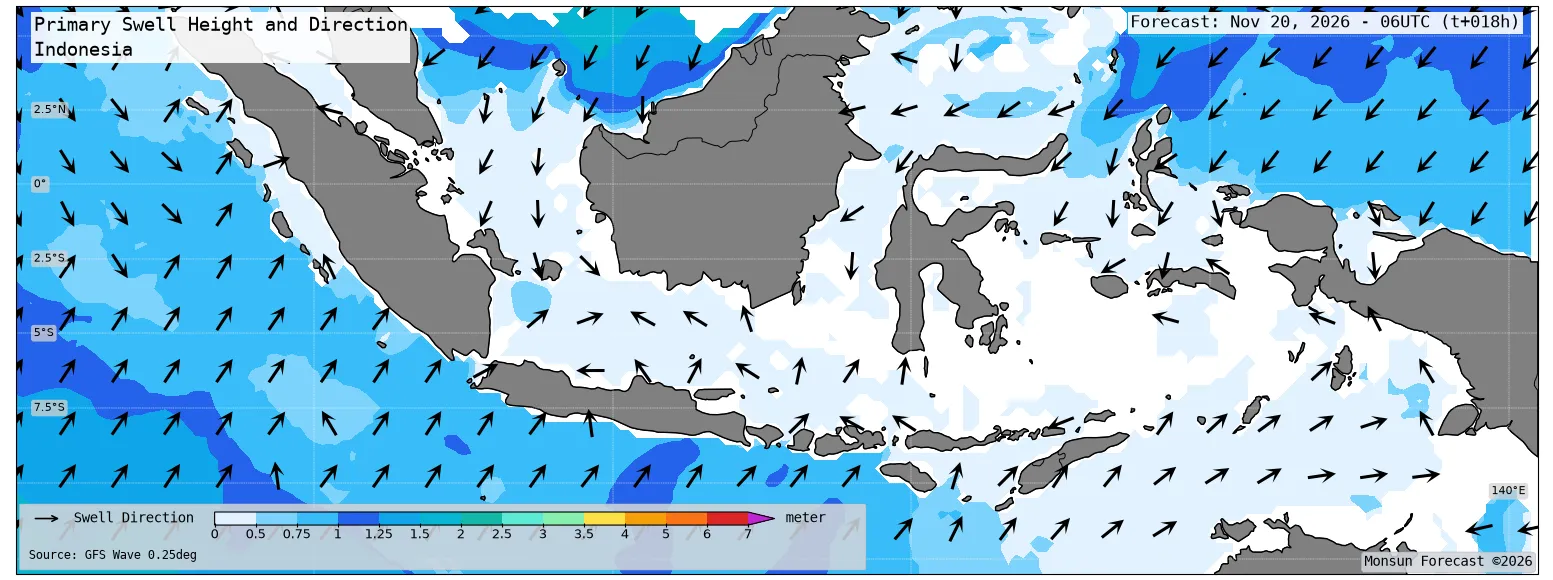 Primary Swell Height and Direction
Indonesia
Forecast: Nov 20, 2026 - 06UTC (t+018h)
2.5°N
0°
2.5°S
5°S
7.5°S
140°E
Swell Direction
0 0.5 0.75 1 1.25 1.5 2 2.5 3 3.5 4 5 6 7
meter
Source: GFS Wave 0.25deg
Monsun Forecast ©2026